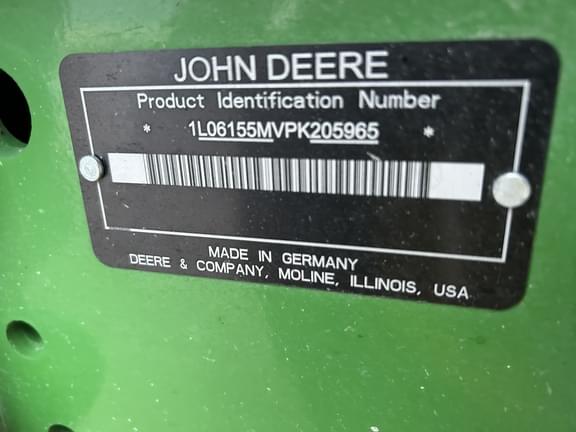 JOHN DEERE
Product Identification Number
* 1L06155MVPK205965 *
MADE IN GERMANY
DEERE & COMPANY, MOLINE, ILLINOIS, USA